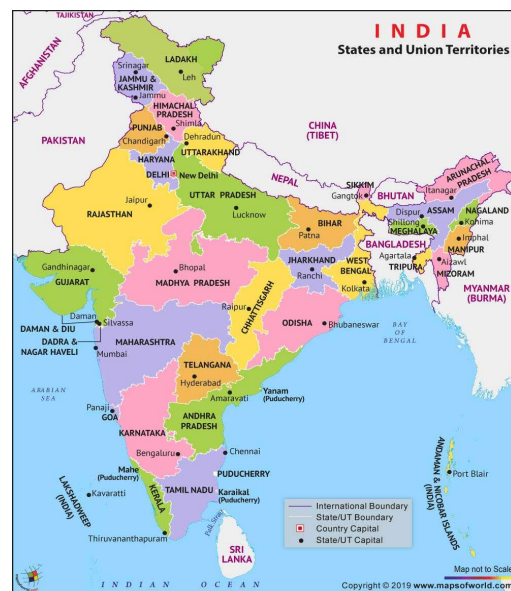 INDIA
States and Union Territories
TAJIKISTAN
AFGHANISTAN
PAKISTAN
CHINA
(TIBET)
NEPAL
BHUTAN
BANGLADESH
MYANMAR
(BURMA)
SRI
LANKA
LADAKH
Leh
Srinagar
JAMMU &
KASHMIR
Jammu
HIMACHAL
PRADESH
Shimla
PUNJAB
Chandigarh
Dehradun
UTTARAKHAND
HARYANA
DELHI
New Delhi
UTTAR PRADESH
Lucknow
Jaipur
RAJASTHAN
SIKKIM
Gangtok
ARUNACHAL
PRADESH
Itanagar
Dispur
ASSAM
NAGALAND
Shillong
Kohima
MEGHALAYA
Imphal
MANIPUR
Agartala
Aizawl
TRIPURA
MIZORAM
BIHAR
Patna
JHARKHAND
Ranchi
WEST
BENGAL
Kolkata
Gandhinagar
GUJARAT
Bhopal
MADHYA PRADESH
CHHATTISGARH
Raipur
ODISHA
Bhubaneswar
Daman
DAMAN & DIU
Silvassa
DADRA &
NAGAR HAVELI
MAHARASHTRA
Mumbai
TELANGANA
Hyderabad
Amaravati
Yanam
(Puducherry)
ANDHRA
PRADESH
Panaji
GOA
KARNATAKA
Bengaluru
Chennai
Mahe
(Puducherry)
PUDUCHERRY
KERALA
TAMIL NADU
Karaikal
(Puducherry)
Thiruvananthapuram
LAKSHADWEEP
(INDIA)
Kavaratti
ANDAMAN & NICOBAR ISLANDS
(INDIA)
Port Blair
ARABIAN
SEA
BAY
OF
BENGAL
Palk Strait
INDIAN OCEAN
International Boundary
State/UT Boundary
Country Capital
State/UT Capital
Map not to Scale
Copyright © 2019 www.mapsofworld.com